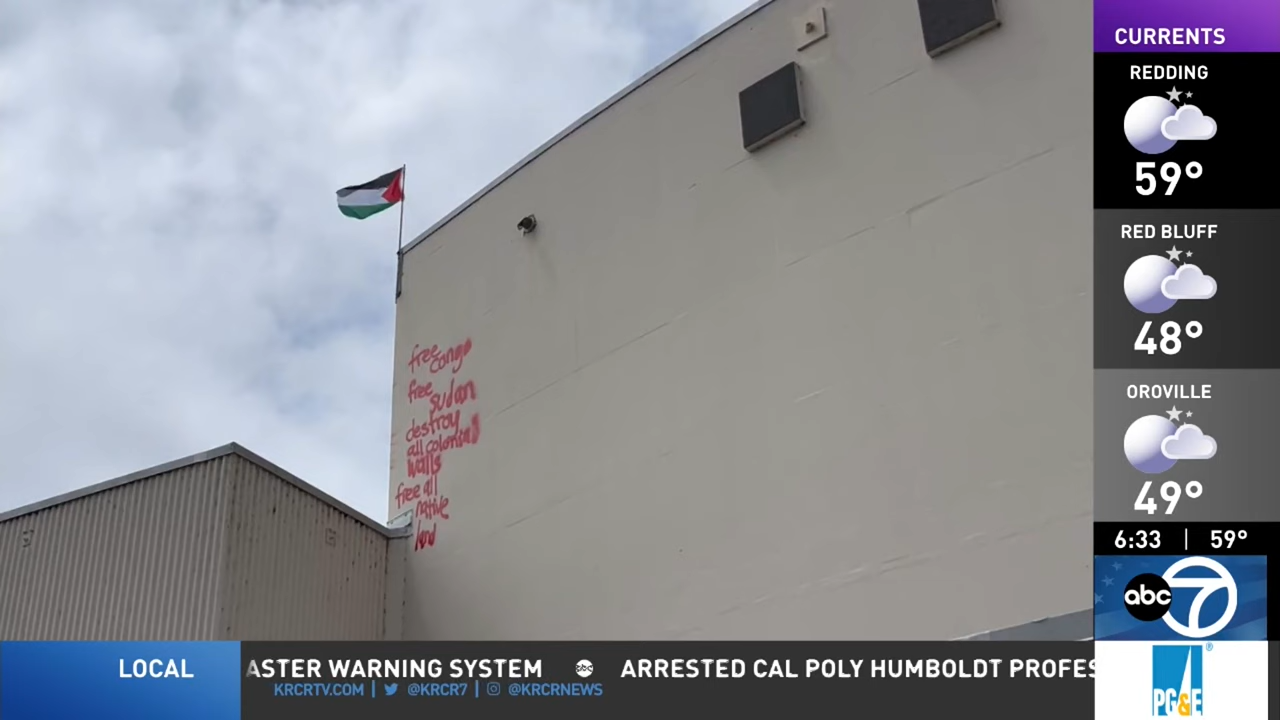 free congo
free
sudan
destroy
all colonial
walls
free all
native
land
CURRENTS
REDDING
59°
RED BLUFF
48°
OROVILLE
49°
6:33 | 59°
abc 7
LOCAL
ASTER WARNING SYSTEM abc ARRESTED CAL POLY HUMBOLDT PROFES
KRCRTV.COM | @KRCR7 | @KRCRNEWS
PG&E®